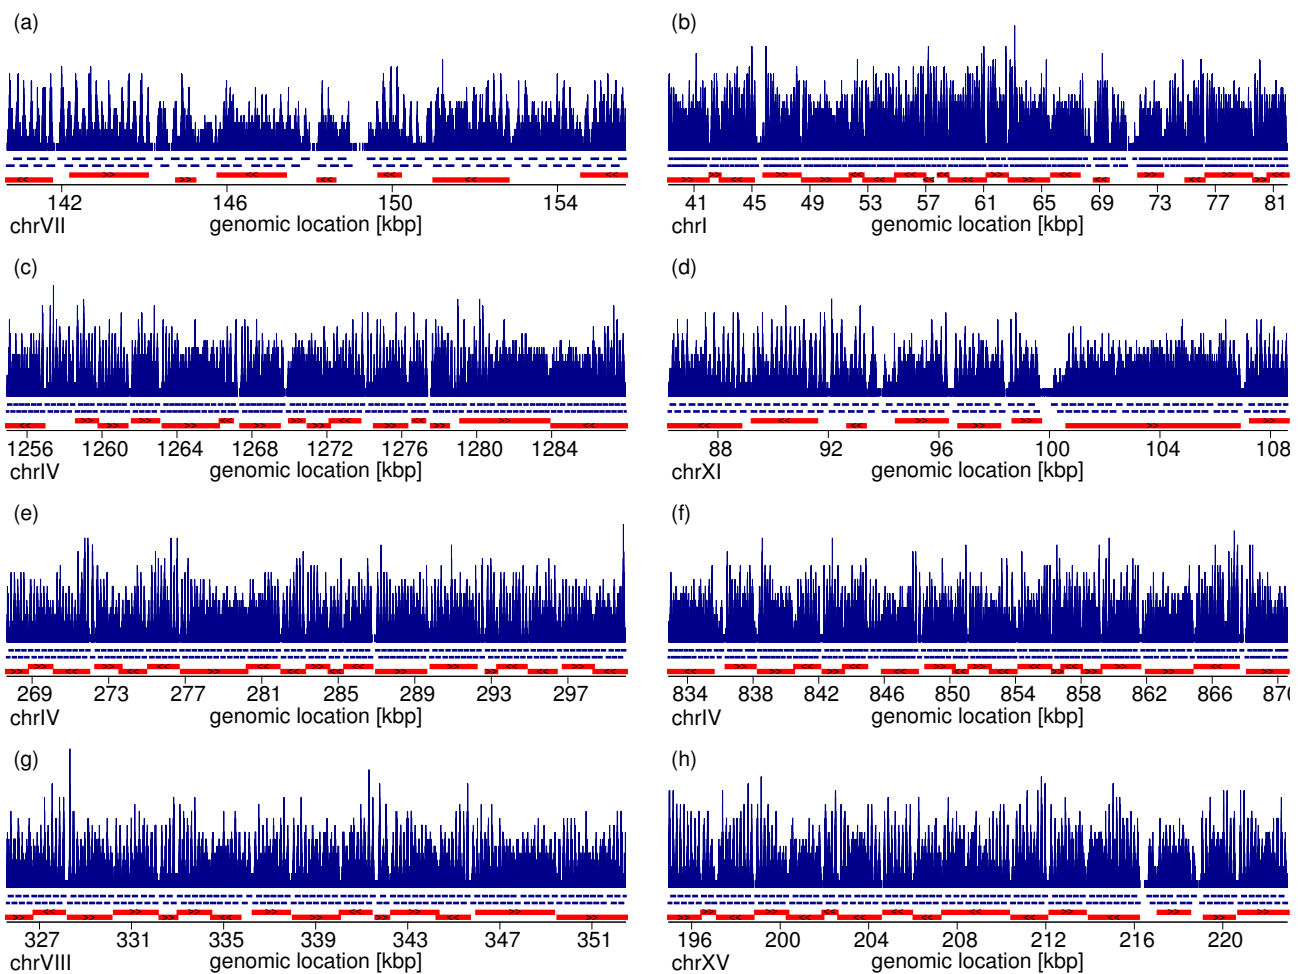 (a)
<< >> >> >> << << << >>
142 146 150 154
chrVII genomic location [kbp]
(b)
>> << >> >> << << << << >> << << >> >> << << << >> << >> >> << <<
41 45 49 53 57 61 65 69 73 77 81
chrI genomic location [kbp]
(c)
1256 1260 1264 1268 1272 1276 1280 1284
chrIV genomic location [kbp]
(d)
88 92 96 100 104 108
chrXI genomic location [kbp]
(e)
269 273 277 281 285 289 293 297
chrIV genomic location [kbp]
(f)
834 838 842 846 850 854 858 862 866 870
chrIV genomic location [kbp]
(g)
327 331 335 339 343 347 351
chrVIII genomic location [kbp]
(h)
196 200 204 208 212 216 220
chrXV genomic location [kbp]